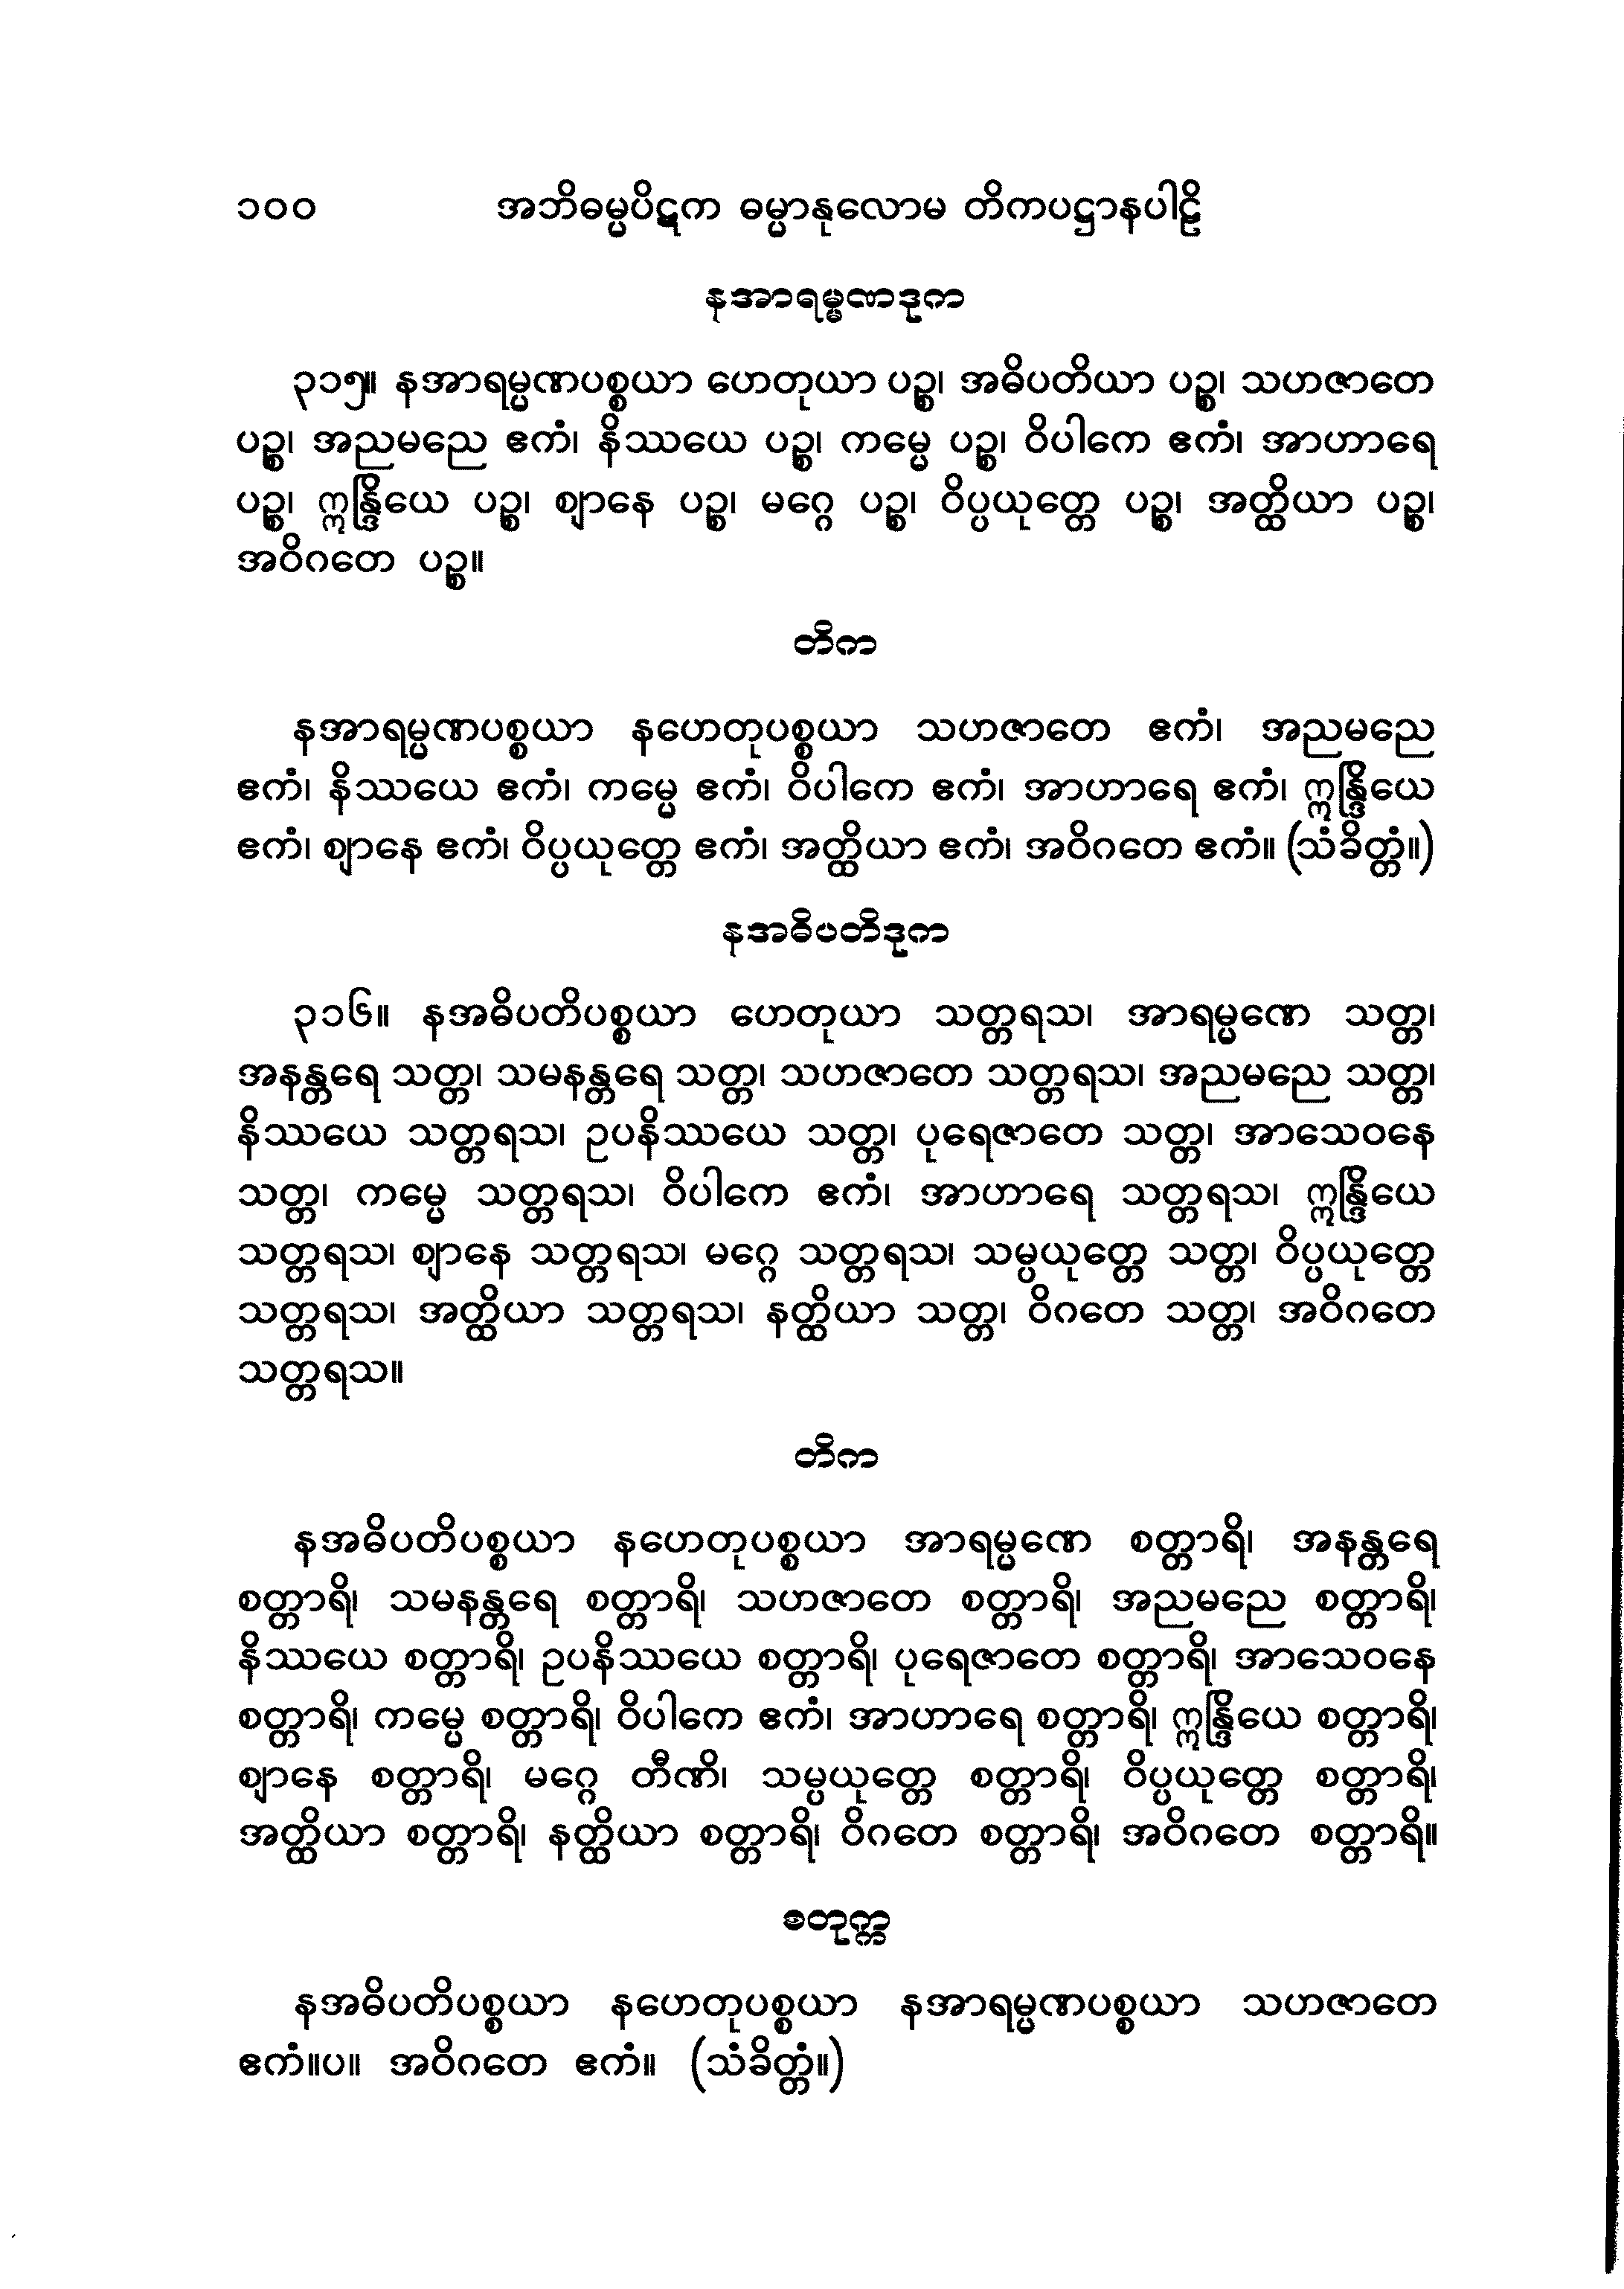 ၁၀၀ အဘိဓမ္မပိဋက ဓမ္မာနုလောမ တိကပဋ္ဌာနပါဠိ
နအာရမ္မဏဒုက
၃၁၅။ နအာရမ္မဏပစ္စယာ ဟေတုယာ ပဉ္စ၊ အဓိပတိယာ ပဉ္စ၊ သဟဇာတေ
ပဉ္စ၊ အညမညေ ဧကံ၊ နိဿယေ ပဉ္စ၊ ကမ္မေ ပဉ္စ၊ ဝိပါကေ ဧကံ၊ အာဟာရေ
ပဉ္စ၊ ဣန္ဒြိယေ ပဉ္စ၊ ဈာနေ ပဉ္စ၊ မဂ္ဂေ ပဉ္စ၊ ဝိပ္ပယုတ္တေ ပဉ္စ၊ အတ္ထိယာ ပဉ္စ၊
အဝိဂတေ ပဉ္စ။
တိက
နအာရမ္မဏပစ္စယာ နဟေတုပစ္စယာ သဟဇာတေ ဧကံ၊ အညမညေ
ဧကံ၊ နိဿယေ ဧကံ၊ ကမ္မေ ဧကံ၊ ဝိပါကေ ဧကံ၊ အာဟာရေ ဧကံ၊ ဣန္ဒြိယေ
ဧကံ၊ ဈာနေ ဧကံ၊ ဝိပ္ပယုတ္တေ ဧကံ၊ အတ္ထိယာ ဧကံ၊ အဝိဂတေ ဧကံ။ (သံခိတ္တံ။)
နအဓိပတိဒုက
၃၁၆။ နအဓိပတိပစ္စယာ ဟေတုယာ သတ္တရသ၊ အာရမ္မဏေ သတ္တ၊
အနန္တရေ သတ္တ၊ သမနန္တရေ သတ္တ၊ သဟဇာတေ သတ္တရသ၊ အညမညေ သတ္တ၊
နိဿယေ သတ္တရသ၊ ဥပနိဿယေ သတ္တ၊ ပုရေဇာတေ သတ္တ၊ အာသေဝနေ
သတ္တ၊ ကမ္မေ သတ္တရသ၊ ဝိပါကေ ဧကံ၊ အာဟာရေ သတ္တရသ၊ ဣန္ဒြိယေ
သတ္တရသ၊ ဈာနေ သတ္တရသ၊ မဂ္ဂေ သတ္တရသ၊ သမ္ပယုတ္တေ သတ္တ၊ ဝိပ္ပယုတ္တေ
သတ္တရသ၊ အတ္ထိယာ သတ္တရသ၊ နတ္ထိယာ သတ္တ၊ ဝိဂတေ သတ္တ၊ အဝိဂတေ
သတ္တရသ။
တိက
နအဓိပတိပစ္စယာ နဟေတုပစ္စယာ အာရမ္မဏေ စတ္တာရိ၊ အနန္တရေ
စတ္တာရိ၊ သမနန္တရေ စတ္တာရိ၊ သဟဇာတေ စတ္တာရိ၊ အညမညေ စတ္တာရိ၊
နိဿယေ စတ္တာရိ၊ ဥပနိဿယေ စတ္တာရိ၊ ပုရေဇာတေ စတ္တာရိ၊ အာသေဝနေ
စတ္တာရိ၊ ကမ္မေ စတ္တာရိ၊ ဝိပါကေ ဧကံ၊ အာဟာရေ စတ္တာရိ၊ ဣန္ဒြိယေ စတ္တာရိ၊
ဈာနေ စတ္တာရိ၊ မဂ္ဂေ တီဏိ၊ သမ္ပယုတ္တေ စတ္တာရိ၊ ဝိပ္ပယုတ္တေ စတ္တာရိ၊
အတ္ထိယာ စတ္တာရိ၊ နတ္ထိယာ စတ္တာရိ၊ ဝိဂတေ စတ္တာရိ၊ အဝိဂတေ စတ္တာရိ။
စတုက္က
နအဓိပတိပစ္စယာ နဟေတုပစ္စယာ နအာရမ္မဏပစ္စယာ သဟဇာတေ
ဧကံ။ပ။ အဝိဂတေ ဧကံ။ (သံခိတ္တံ။)